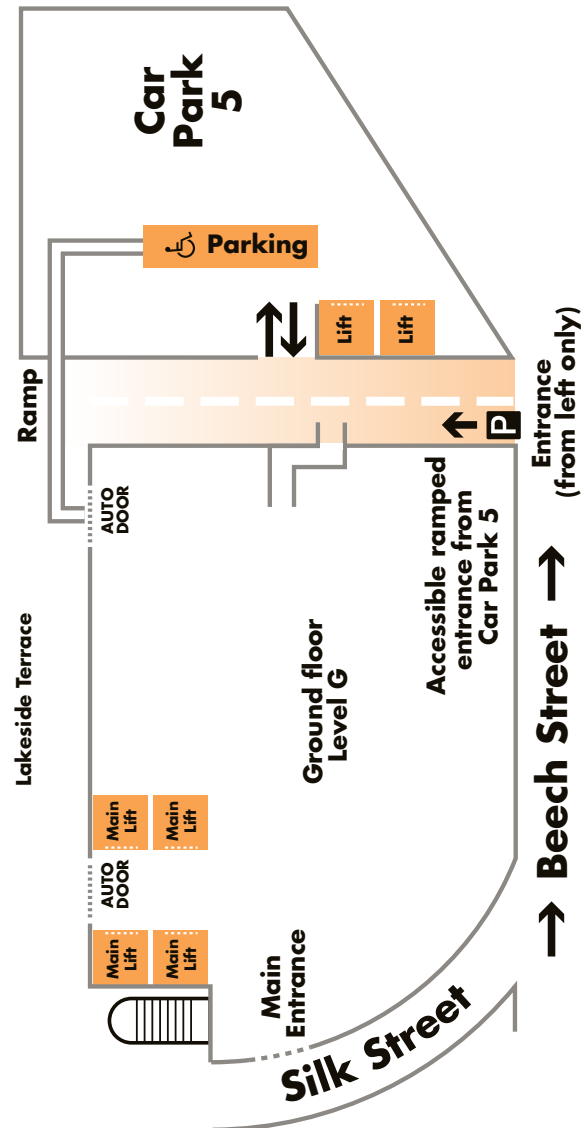 Lakeside Terrace
Main
Lift
Main
Lift
AUTO
DOOR
Main
Lift
Main
Lift
AUTO
DOOR
Ramp
Car
Park
5
Parking
Lift
Lift
Main
Entrance
Ground floor
Level G
Accessible ramped
entrance from
Car Park 5
P
Silk Street
Beech Street
Entrance
(from left only)